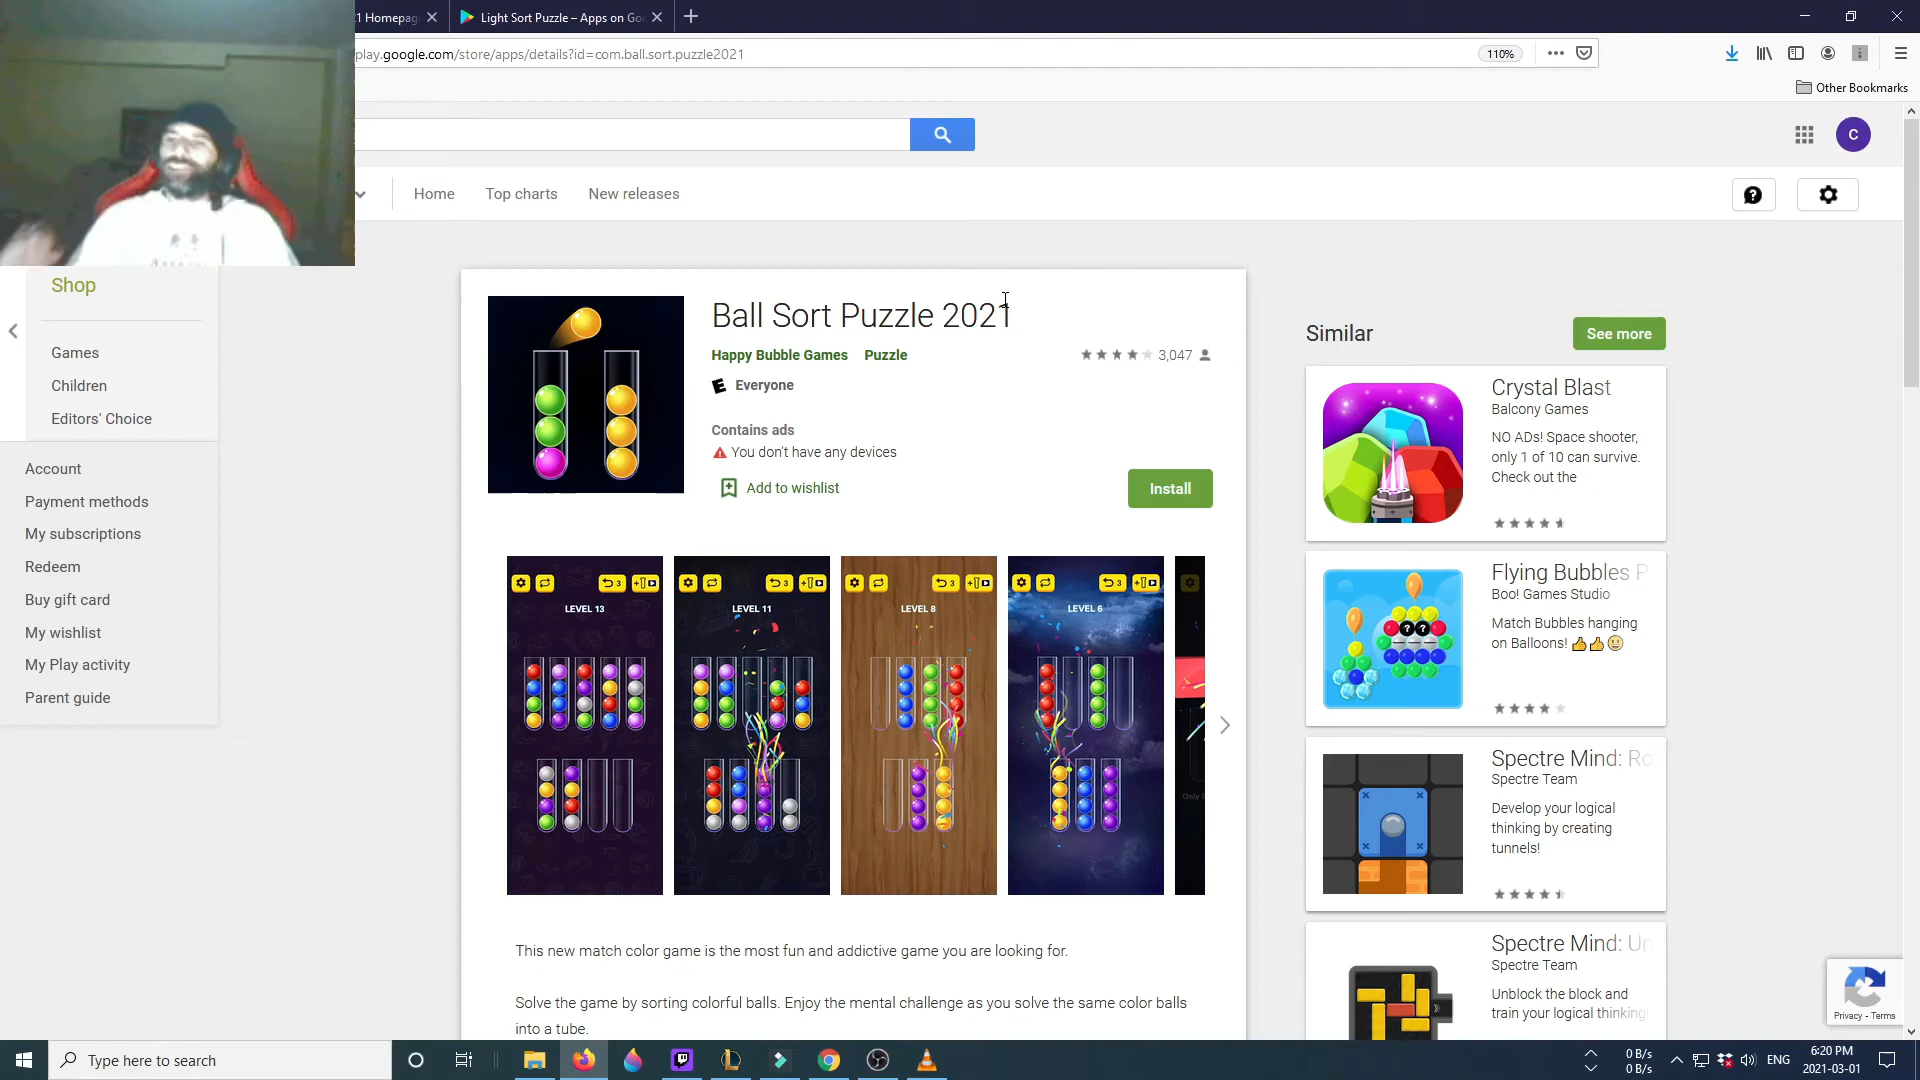 1 Homepag
Light Sort Puzzle – Apps on Go
play.google.com/store/apps/details?id=com.ball.sort.puzzle2021
110%
Other Bookmarks
C
Home
Top charts
New releases
Shop
Games
Children
Editors' Choice
Account
Payment methods
My subscriptions
Redeem
Buy gift card
My wishlist
My Play activity
Parent guide
Ball Sort Puzzle 2021
Happy Bubble Games
Puzzle
3,047
E
Everyone
Contains ads
You don't have any devices
Add to wishlist
Install
3
LEVEL 13
3
LEVEL 11
3
LEVEL 8
3
LEVEL 6
Only
This new match color game is the most fun and addictive game you are looking for.
Solve the game by sorting colorful balls. Enjoy the mental challenge as you solve the same color balls
into a tube.
Similar
See more
Crystal Blast
Balcony Games
NO ADs! Space shooter,
only 1 of 10 can survive.
Check out the
Flying Bubbles P
Boo! Games Studio
Match Bubbles hanging
on Balloons! 👍👍😀
Spectre Mind: Ro
Spectre Team
Develop your logical
thinking by creating
tunnels!
Spectre Mind: Un
Spectre Team
Unblock the block and
train your logical thinking!
Privacy - Terms
Type here to search
0 B/s
0 B/s
ENG
6:20 PM
2021-03-01